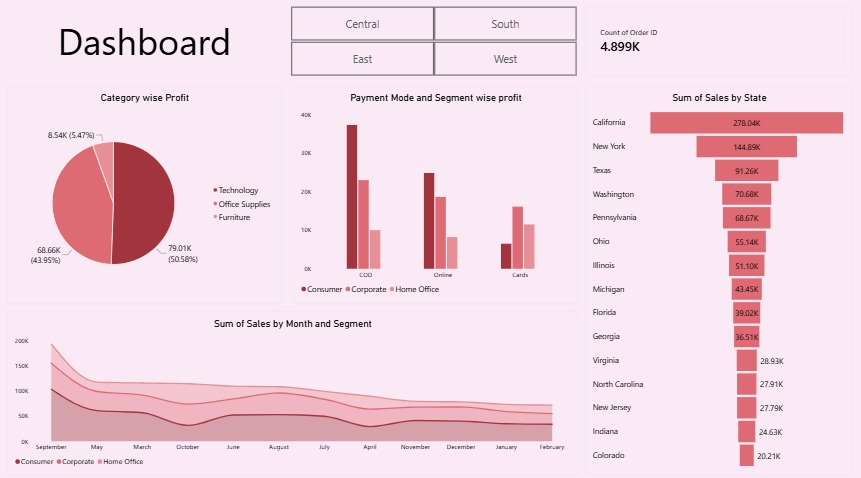 Dashboard
Central
South
East
West
Count of Order ID
4.899K
Category wise Profit
8.54K (5.47%)
68.66K
(43.95%)
79.01K
(50.58%)
Technology
Office Supplies
Furniture
Payment Mode and Segment wise profit
40K
30K
20K
10K
0K
COD
Online
Cards
Consumer Corporate Home Office
Sum of Sales by State
California 278.04K
New York 144.89K
Texas 91.26K
Washington 70.68K
Pennsylvania 68.67K
Ohio 55.14K
Illinois 51.10K
Michigan 43.45K
Florida 39.02K
Georgia 36.51K
Virginia 28.93K
North Carolina 27.91K
New Jersey 27.79K
Indiana 24.63K
Colorado 20.21K
Sum of Sales by Month and Segment
200K
150K
100K
50K
0K
September May March October June August July April November December January February
Consumer Corporate Home Office